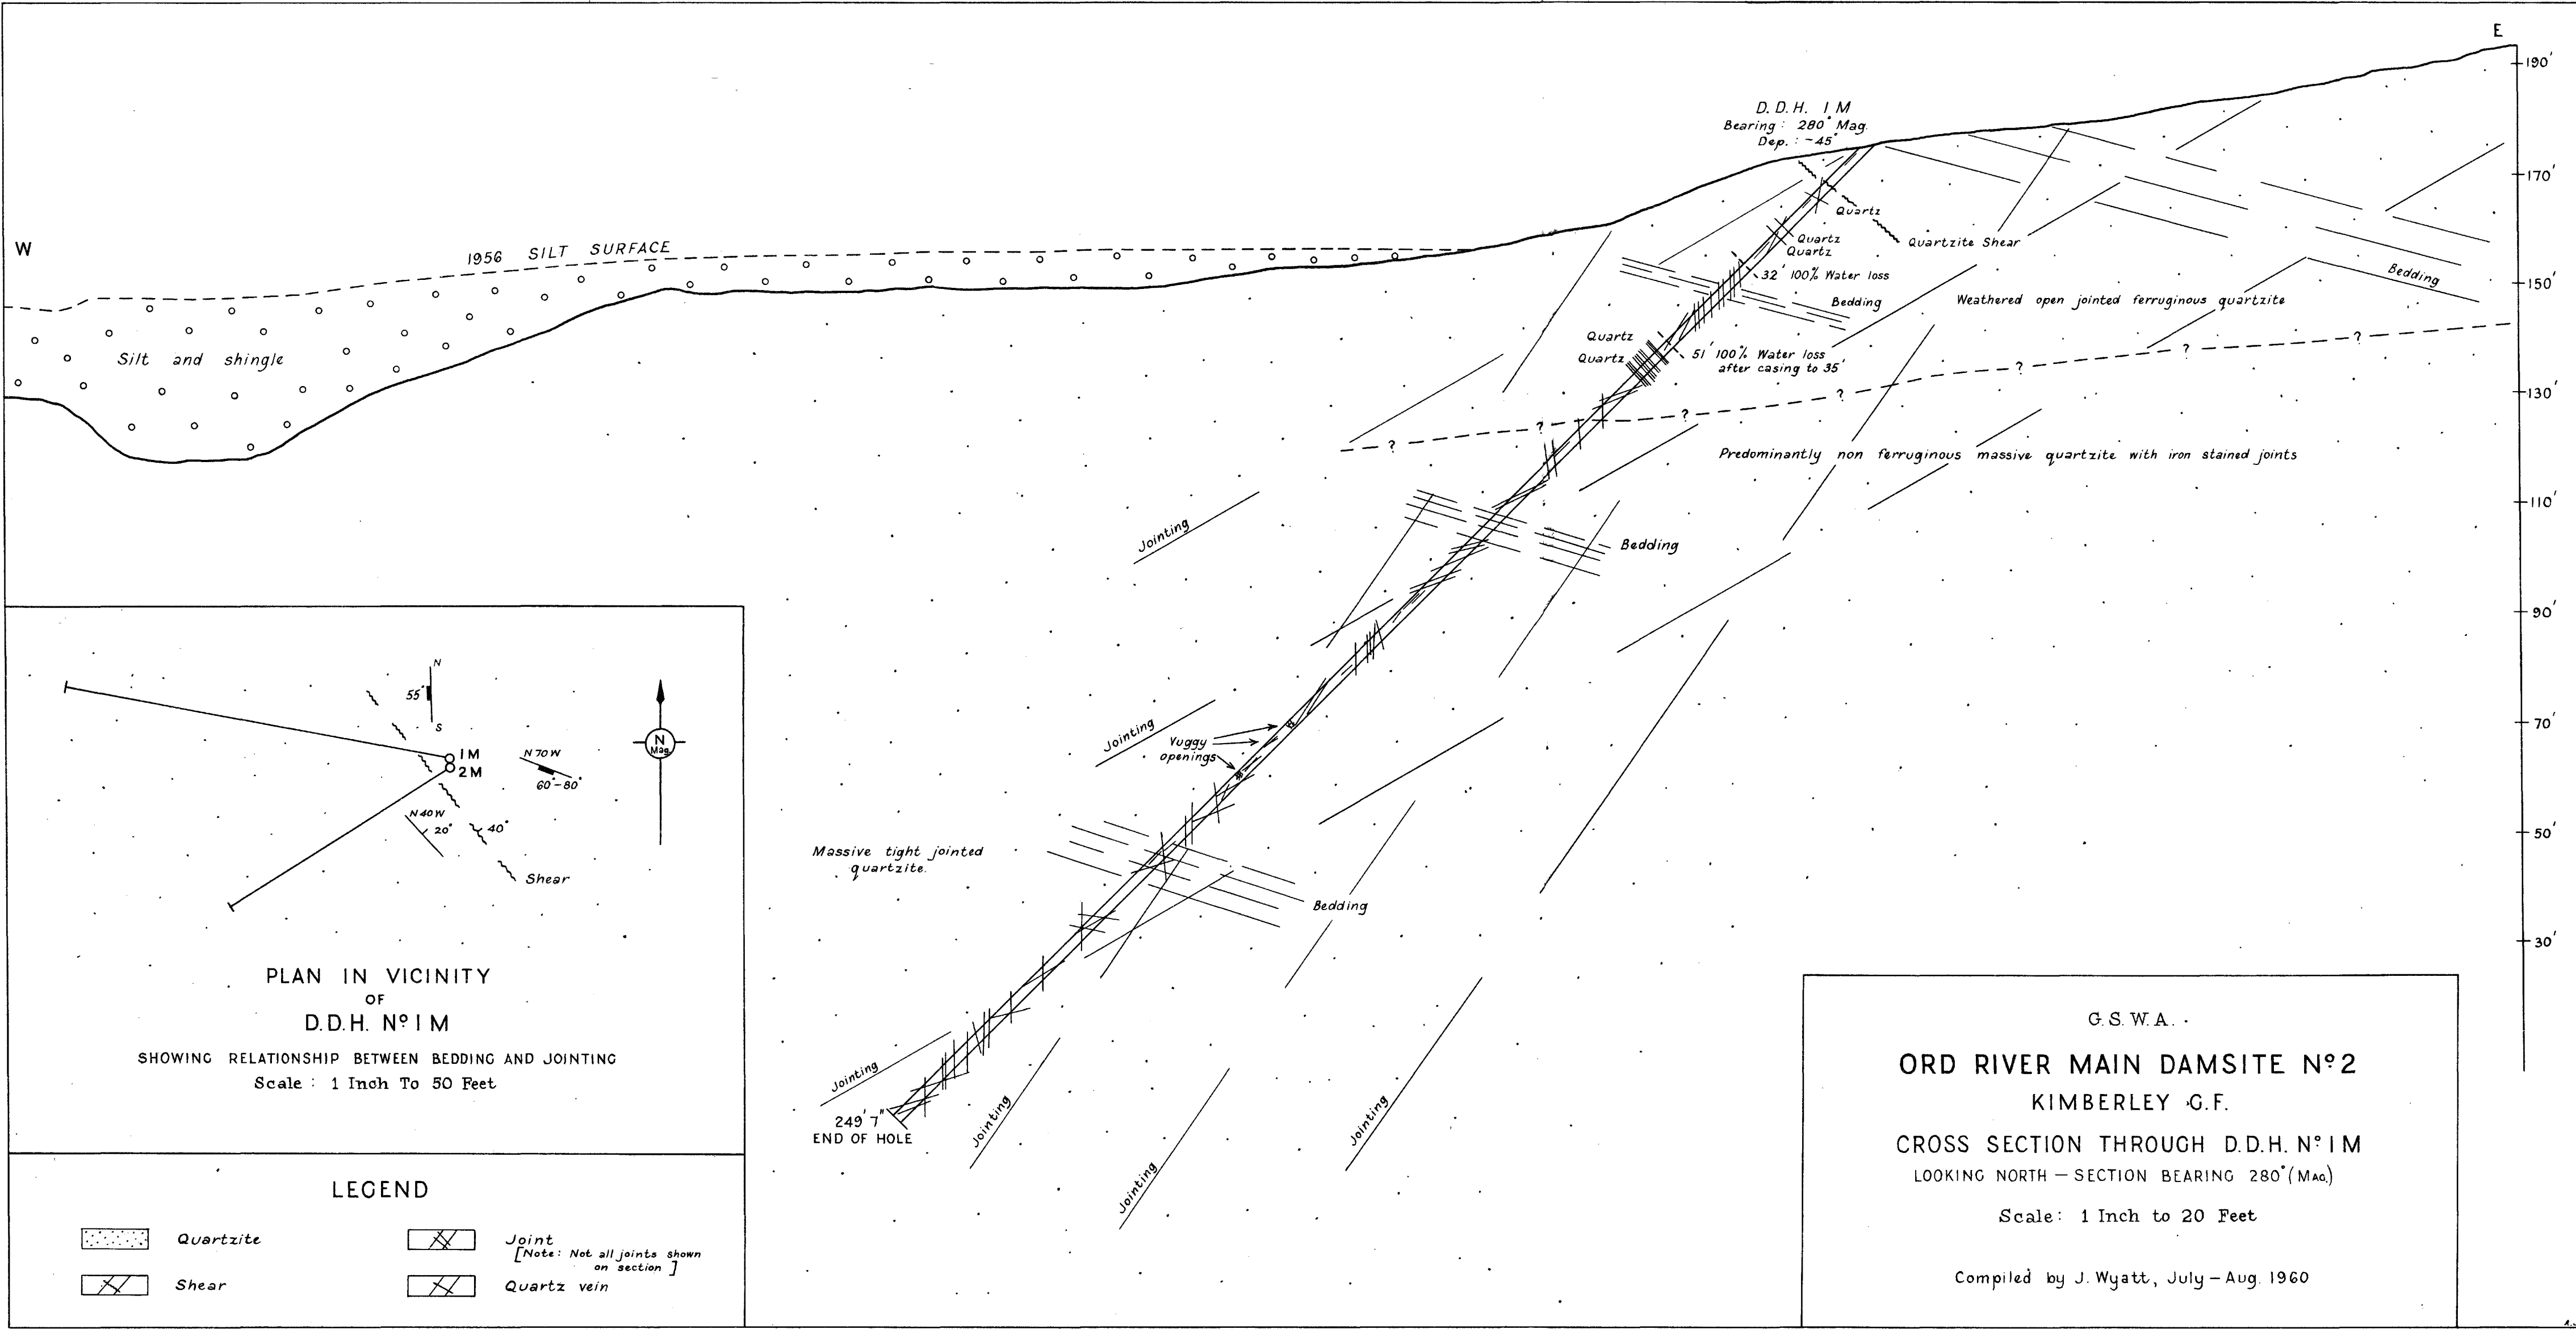 E
190'
D. D. H. 1 M
Bearing : 280° Mag.
Dep. : -45°
170'
Quartz
W
1956 SILT SURFACE
Quartz
Quartz
Quartzite Shear
32' 100% Water loss
Bedding
Bedding
Weathered open jointed ferruginous quartzite
150'
Silt and shingle
Quartz
Quartz
51' 100% Water loss
after casing to 35'
130'
? ? ? ? ? ? ?
Predominantly non ferruginous massive quartzite with iron stained joints
110'
Jointing
Bedding
90'
Jointing
Vuggy
openings
70'
Massive tight jointed
quartzite.
50'
Bedding
30'
Jointing
249' 7"
END OF HOLE
Jointing
Jointing
Jointing
N
55°
S
1M
2M
N 70 W
60°-80°
N
Mag.
N 40 W
20°
40°
Shear
PLAN IN VICINITY
OF
D.D.H. Nº 1 M
SHOWING RELATIONSHIP BETWEEN BEDDING AND JOINTING
Scale : 1 Inch To 50 Feet
LEGEND
Quartzite
Joint
[Note: Not all joints shown
on section ]
Shear
Quartz vein
G. S. W. A.
ORD RIVER MAIN DAMSITE Nº 2
KIMBERLEY G.F.
CROSS SECTION THROUGH D.D.H. Nº 1 M
LOOKING NORTH — SECTION BEARING 280° (MAG.)
Scale: 1 Inch to 20 Feet
Compiled by J. Wyatt, July - Aug. 1960